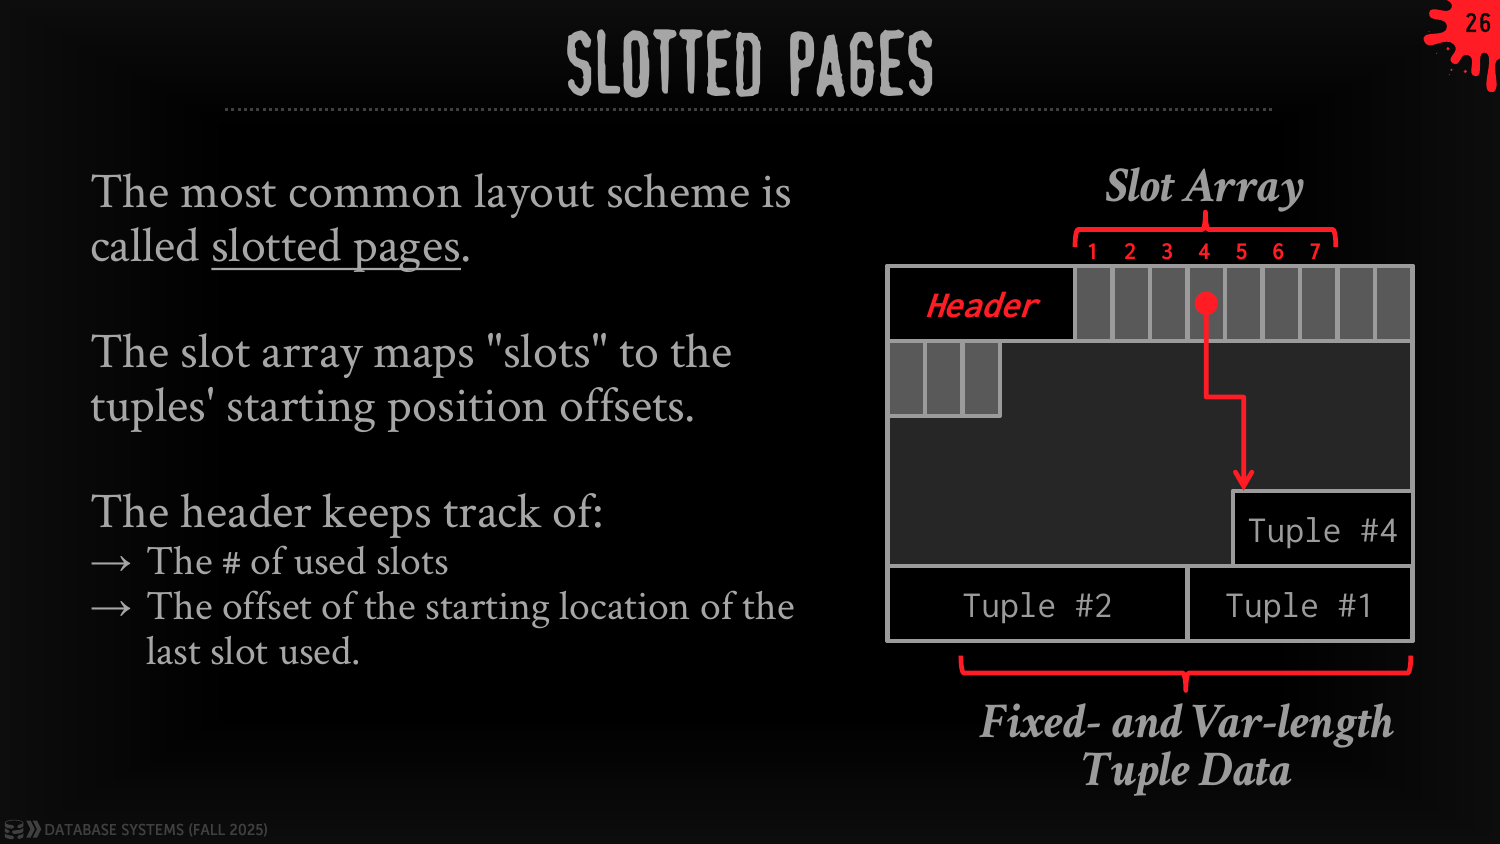 26
SLOTTED PAGES
The most common layout scheme is
called slotted pages.
The slot array maps "slots" to the
tuples' starting position offsets.
The header keeps track of:
→ The # of used slots
→ The offset of the starting location of the
last slot used.
Slot Array
1 2 3 4 5 6 7
Header
Tuple #4
Tuple #2 Tuple #1
Fixed- and Var-length
Tuple Data
DATABASE SYSTEMS (FALL 2025)